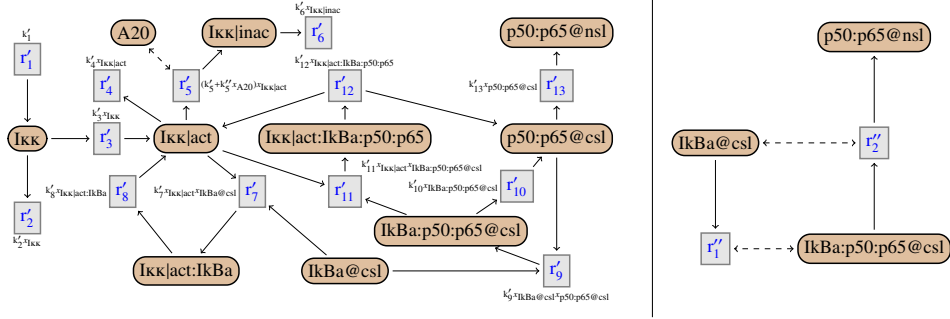 k′6 xIκκ|inac
A20
Iκκ|inac
r′6
p50:p65@nsl
p50:p65@nsl
k′1
r′1
k′4 xIκκ|act
r′4
r′5
(k′5+k″5 xA20)xIκκ|act
k′12 xIκκ|act:IkBa:p50:p65
r′12
k′13 xp50:p65@csl
r′13
k′3 xIκκ
Iκκ
r′3
Iκκ|act
Iκκ|act:IkBa:p50:p65
p50:p65@csl
IkBa@csl
r″2
k′11 xIκκ|act xIkBa:p50:p65@csl
k′8 xIκκ|act:IkBa
r′8
k′7 xIκκ|act xIkBa@csl
r′7
r′11
k′10 xIkBa:p50:p65@csl
r′10
r′2
k′2 xIκκ
IkBa:p50:p65@csl
r″1
IkBa:p50:p65@csl
Iκκ|act:IkBa
IkBa@csl
r′9
k′9 xIkBa@csl xp50:p65@csl